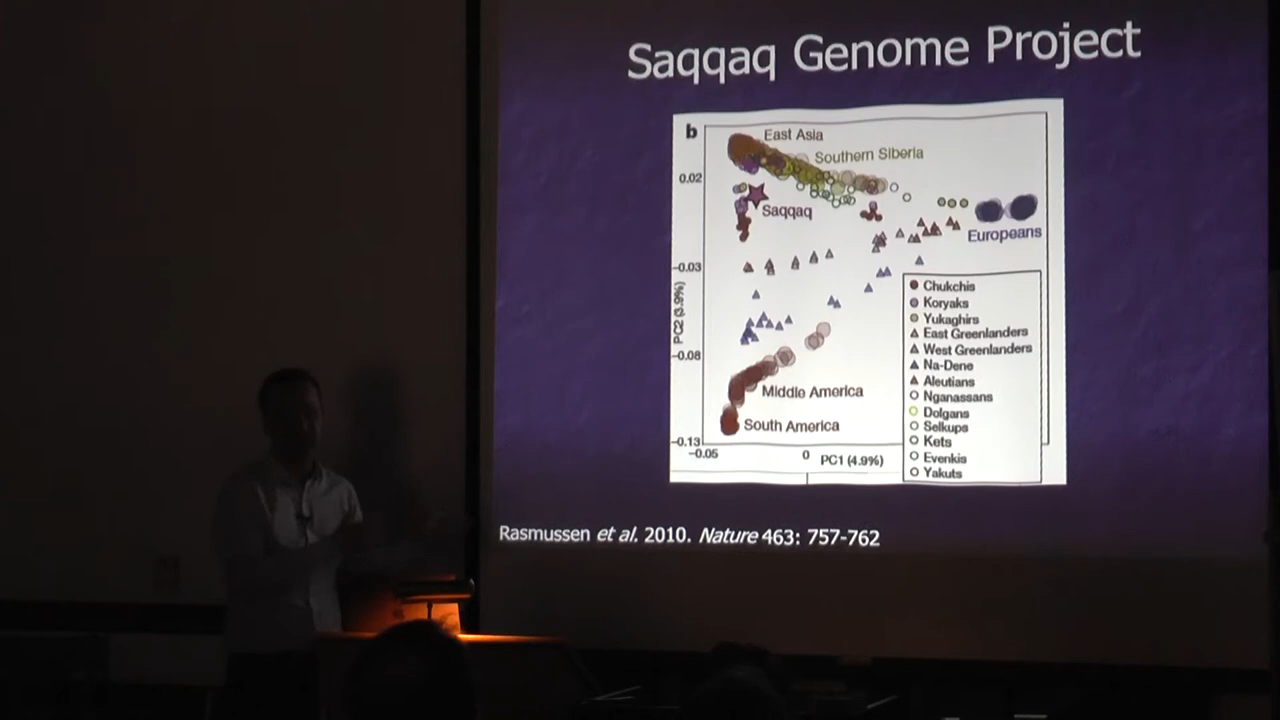 Saqqaq Genome Project
b
East Asia
Southern Siberia
0.02
Saqqaq
Europeans
−0.03
PC2 (3.9%)
Chukchis
Koryaks
Yukaghirs
East Greenlanders
West Greenlanders
Na-Dene
Aleutians
Nganassans
Dolgans
Selkups
Kets
Evenkis
Yakuts
−0.08
Middle America
South America
−0.13
−0.05
0
PC1 (4.9%)
Rasmussen et al. 2010. Nature 463: 757-762